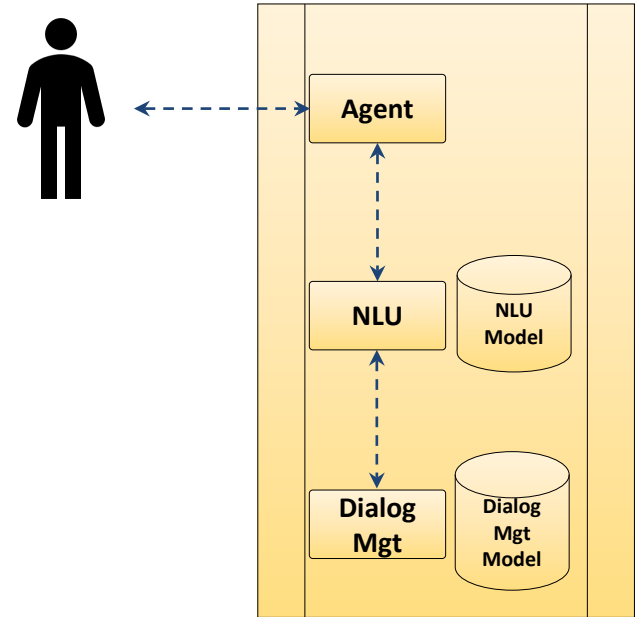 Agent
NLU
NLU
Model
Dialog
Mgt
Dialog
Mgt
Model